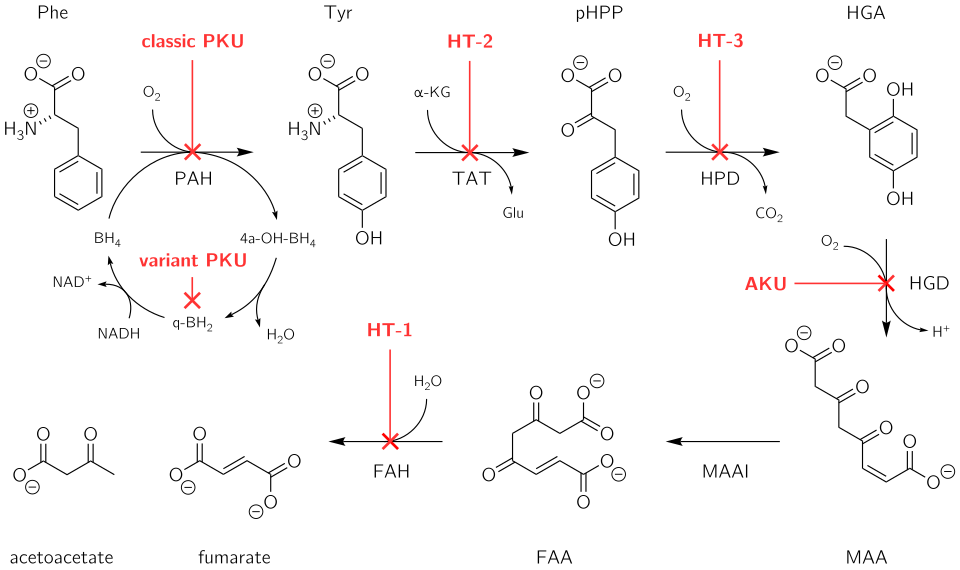 Phe
Tyr
pHPP
HGA
classic PKU
HT-2
HT-3
O₂
α-KG
O₂
PAH
TAT
HPD
Glu
CO₂
BH₄
4a-OH-BH₄
variant PKU
NAD⁺
q-BH₂
NADH
H₂O
O₂
AKU
HGD
H⁺
HT-1
H₂O
FAH
MAAI
acetoacetate
fumarate
FAA
MAA
O⊖
O
H₃N⊕
O⊖
O
H₃N⊕
OH
O⊖
O
O
OH
O⊖
O
OH
OH
O
O
O⊖
O
O⊖
O
O⊖
O
O⊖
O
O
O⊖
O
O⊖
O
O
O
O
O⊖